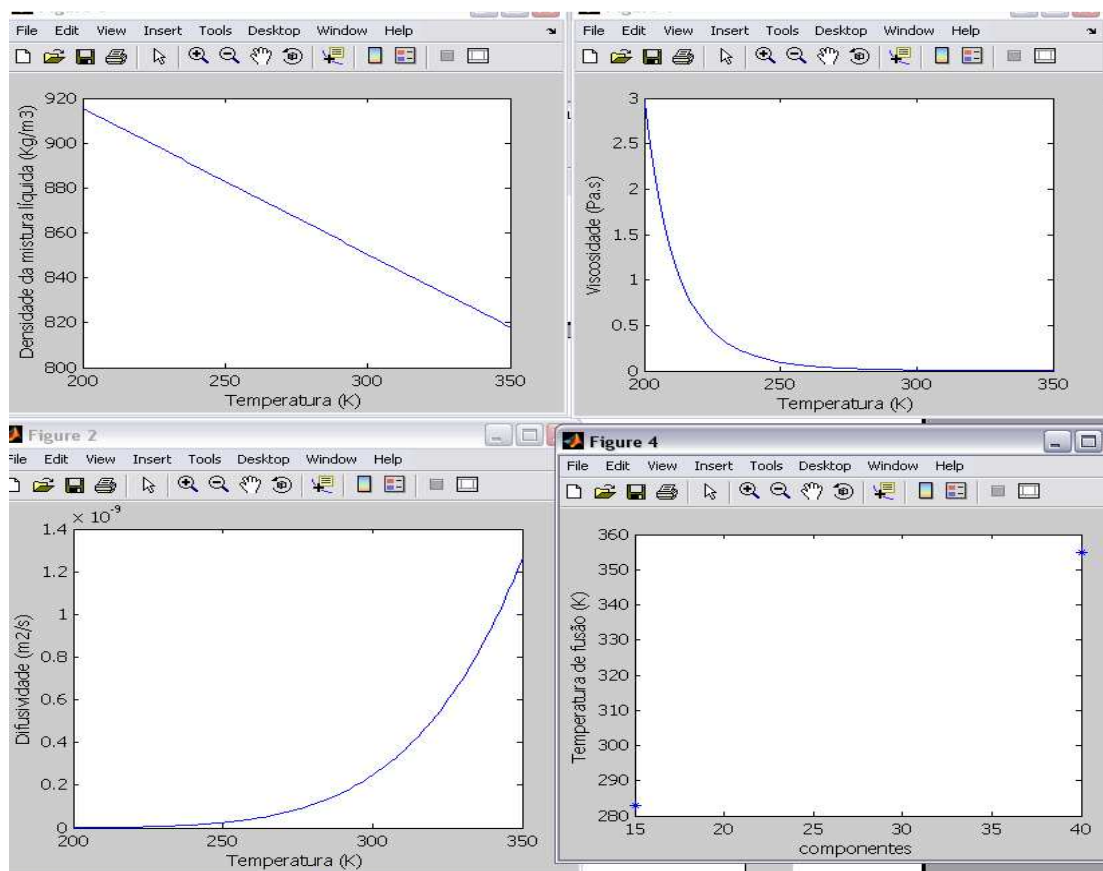 File Edit View Insert Tools Desktop Window Help
920
900
880
860
840
820
800
Densidade da mistura líquida (Kg/m3)
200 250 300 350
Temperatura (K)
File Edit View Insert Tools Desktop Window Help
3
2.5
2
1.5
1
0.5
0
Viscosidade (Pa.s)
200 250 300 350
Temperatura (K)
Figure 2
File Edit View Insert Tools Desktop Window Help
× 10-9
1.4
1.2
1
0.8
0.6
0.4
0.2
0
Difusividade (m2/s)
200 250 300 350
Temperatura (K)
Figure 4
File Edit View Insert Tools Desktop Window Help
360
350
340
330
320
310
300
290
280
Temperatura de fusão (K)
15 20 25 30 35 40
componentes